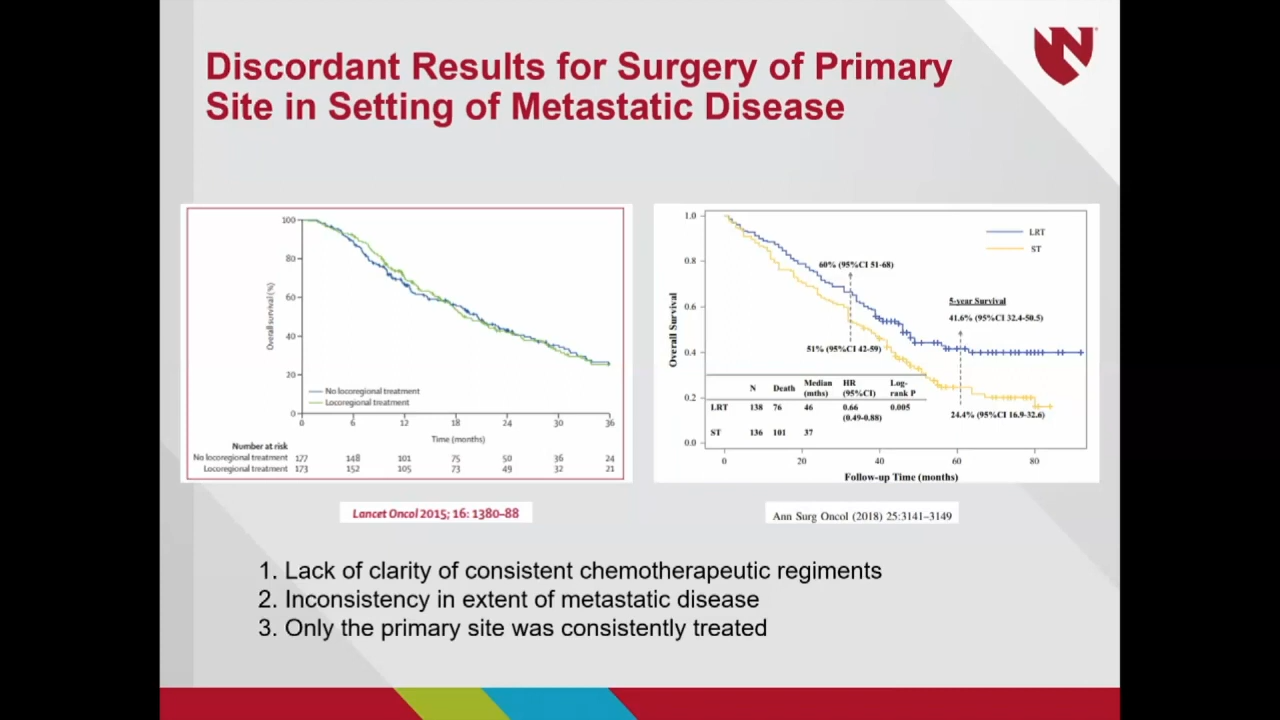 Discordant Results for Surgery of Primary
Site in Setting of Metastatic Disease
100
80
60
40
20
0
Overall survival (%)
No locoregional treatment
Locoregional treatment
0 6 12 18 24 30 36
Time (months)
Number at risk
No locoregional treatment 177 148 101 75 50 36 24
Locoregional treatment 173 152 105 73 49 32 21
Lancet Oncol 2015; 16: 1380–88
1.0
0.8
0.6
0.4
0.2
0.0
Overall Survival
LRT
ST
60% (95%CI 51-68)
5-year Survival
41.6% (95%CI 32.4-50.5)
51% (95%CI 42-59)
N Death Median (mths) HR (95%CI) Log-rank P
LRT 138 76 46 0.66 (0.49-0.88) 0.005
ST 136 101 37
24.4% (95%CI 16.9-32.6)
0 20 40 60 80
Follow-up Time (months)
Ann Surg Oncol (2018) 25:3141–3149
1. Lack of clarity of consistent chemotherapeutic regiments
2. Inconsistency in extent of metastatic disease
3. Only the primary site was consistently treated